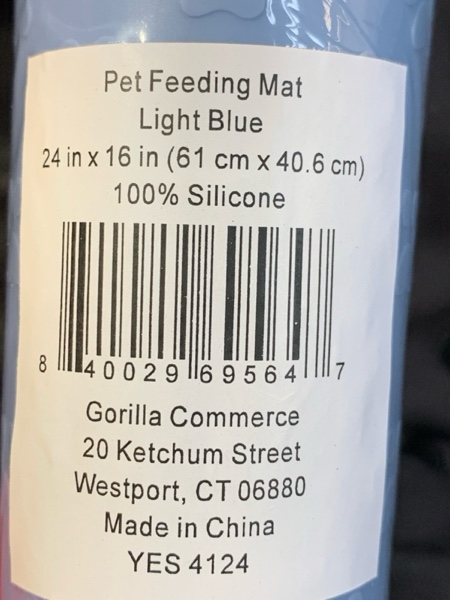 Pet Feeding Mat
Light Blue
24 in x 16 in (61 cm x 40.6 cm)
100% Silicone
8 40029 69564 7
Gorilla Commerce
20 Ketchum Street
Westport, CT 06880
Made in China
YES 4124